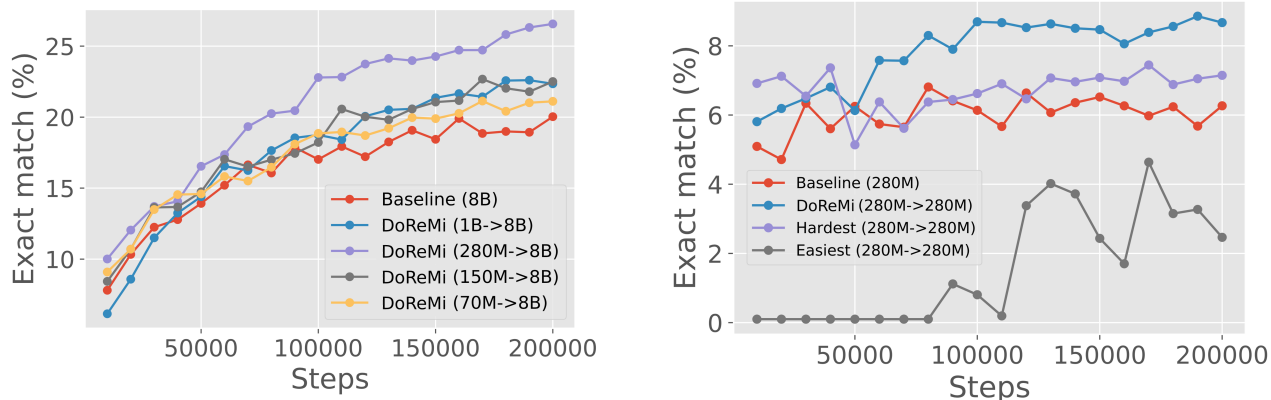 Exact match (%)
25
20
15
10
Baseline (8B)
DoReMi (1B->8B)
DoReMi (280M->8B)
DoReMi (150M->8B)
DoReMi (70M->8B)
50000 100000 150000 200000
Steps
Exact match (%)
8
6
4
2
0
Baseline (280M)
DoReMi (280M->280M)
Hardest (280M->280M)
Easiest (280M->280M)
50000 100000 150000 200000
Steps